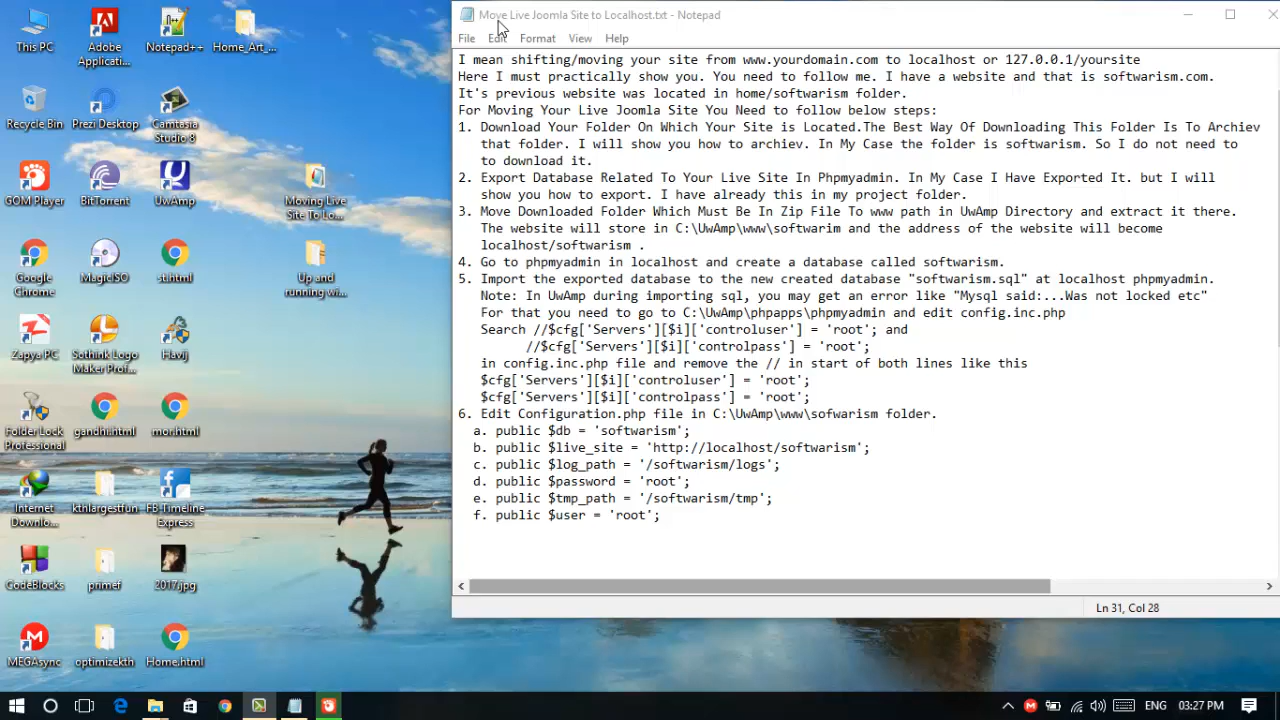 Move Live Joomla Site to Localhost.txt - Notepad
File Edit Format View Help
I mean shifting/moving your site from www.yourdomain.com to localhost or 127.0.0.1/yoursite
Here I must practically show you. You need to follow me. I have a website and that is softwarism.com.
It's previous website was located in home/softwarism folder.
For Moving Your Live Joomla Site You Need to follow below steps:
1. Download Your Folder On Which Your Site is Located.The Best Way Of Downloading This Folder Is To Archiev
that folder. I will show you how to archiev. In My Case the folder is softwarism. So I do not need to
to download it.
2. Export Database Related To Your Live Site In Phpmyadmin. In My Case I Have Exported It. but I will
show you how to export. I have already this in my project folder.
3. Move Downloaded Folder Which Must Be In Zip File To www path in UwAmp Directory and extract it there.
The website will store in C:\UwAmp\www\softwarim and the address of the website will become
localhost/softwarism .
4. Go to phpmyadmin in localhost and create a database called softwarism.
5. Import the exported database to the new created database "softwarism.sql" at localhost phpmyadmin.
Note: In UwAmp during importing sql, you may get an error like "Mysql said:...Was not locked etc"
For that you need to go to C:\UwAmp\phpapps\phpmyadmin and edit config.inc.php
Search //$cfg['Servers'][$i]['controluser'] = 'root'; and
//$cfg['Servers'][$i]['controlpass'] = 'root';
in config.inc.php file and remove the // in start of both lines like this
$cfg['Servers'][$i]['controluser'] = 'root';
$cfg['Servers'][$i]['controlpass'] = 'root';
6. Edit Configuration.php file in C:\UwAmp\www\sofwarism folder.
a. public $db = 'softwarism';
b. public $live_site = 'http://localhost/softwarism';
c. public $log_path = '/softwarism/logs';
d. public $password = 'root';
e. public $tmp_path = '/softwarism/tmp';
f. public $user = 'root';
Ln 31, Col 28
This PC
Adobe
Applicati...
Notepad++
Home_Art_...
Recycle Bin
Prezi Desktop
Camtasia
Studio 8
GOM Player
BitTorrent
UwAmp
Moving Live
Site To Lo...
Google
Chrome
MagicISO
st.html
Up and
running wi...
Zapya PC
Sothink Logo
Maker Prof...
Havij
Folder Lock
Professional
gandhi.html
mor.html
Internet
Downlo...
kthlargestfun
FB Timeline
Express
CodeBlocks
primef
2017.jpg
MEGAsync
optimizekth
Home.html
ENG 03:27 PM